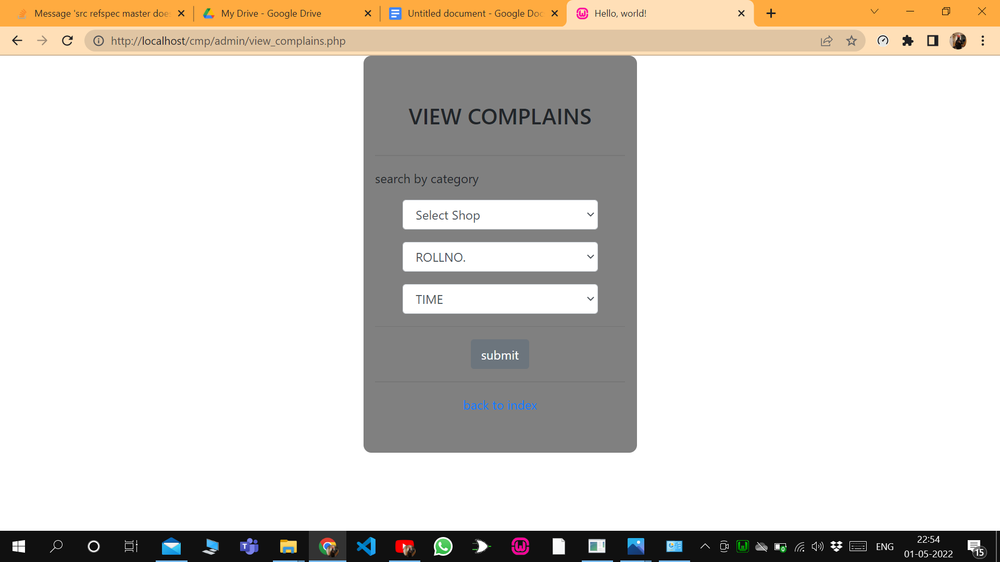 Message 'src refspec master does
My Drive - Google Drive
Untitled document - Google Doc
Hello, world!
http://localhost/cmp/admin/view_complains.php
VIEW COMPLAINS
search by category
Select Shop
ROLLNO.
TIME
submit
back to index
ENG
22:54
01-05-2022
15